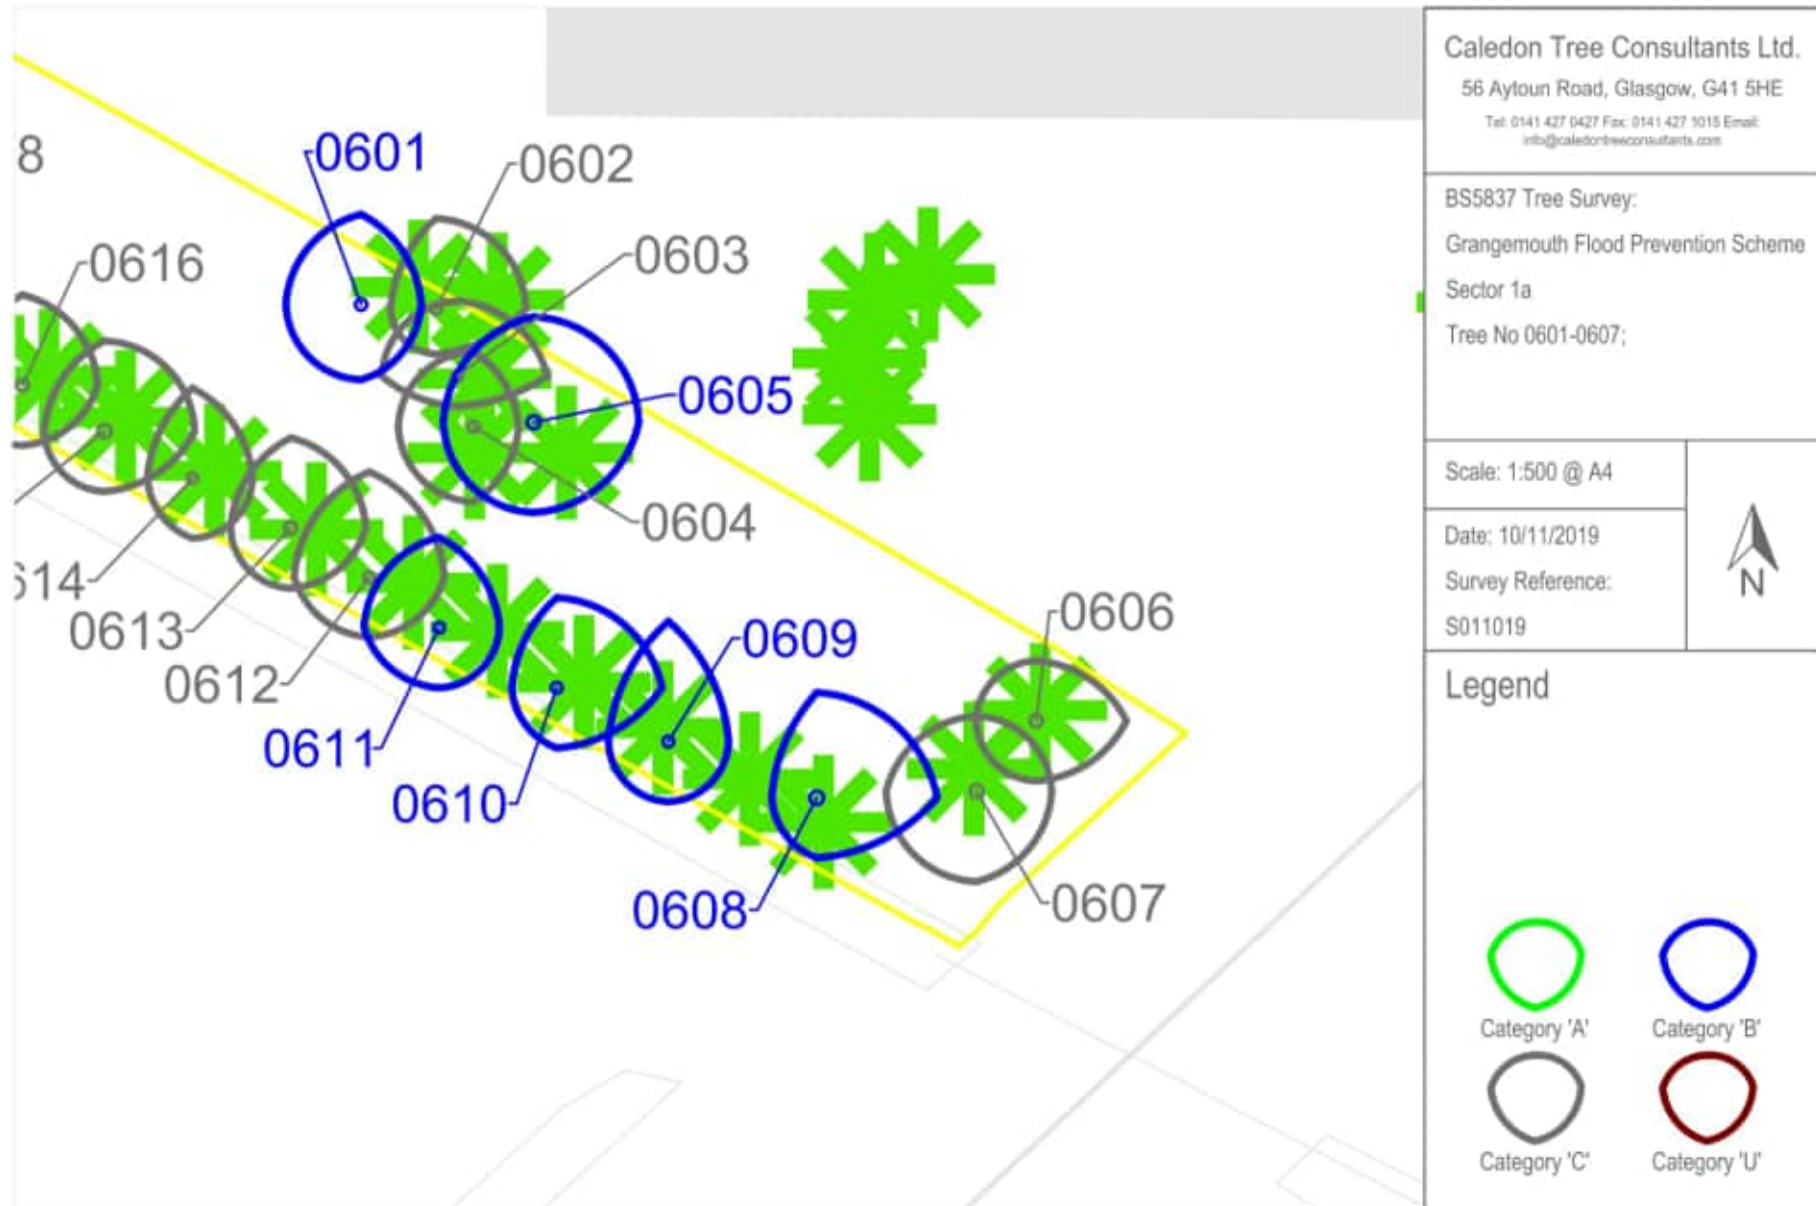 8
0601
0602
0603
0616
0605
0604
614
0613
0612
0611
0610
0609
0608
0606
0607
Caledon Tree Consultants Ltd.
56 Aytoun Road, Glasgow, G41 5HE
Tel: 0141 427 0427 Fax: 0141 427 1015 Email:
info@caledontreeconsultants.com
BS5837 Tree Survey:
Grangemouth Flood Prevention Scheme
Sector 1a
Tree No 0601-0607;
Scale: 1:500 @ A4
Date: 10/11/2019
Survey Reference:
S011019
N
Legend
Category 'A'
Category 'B'
Category 'C'
Category 'U'